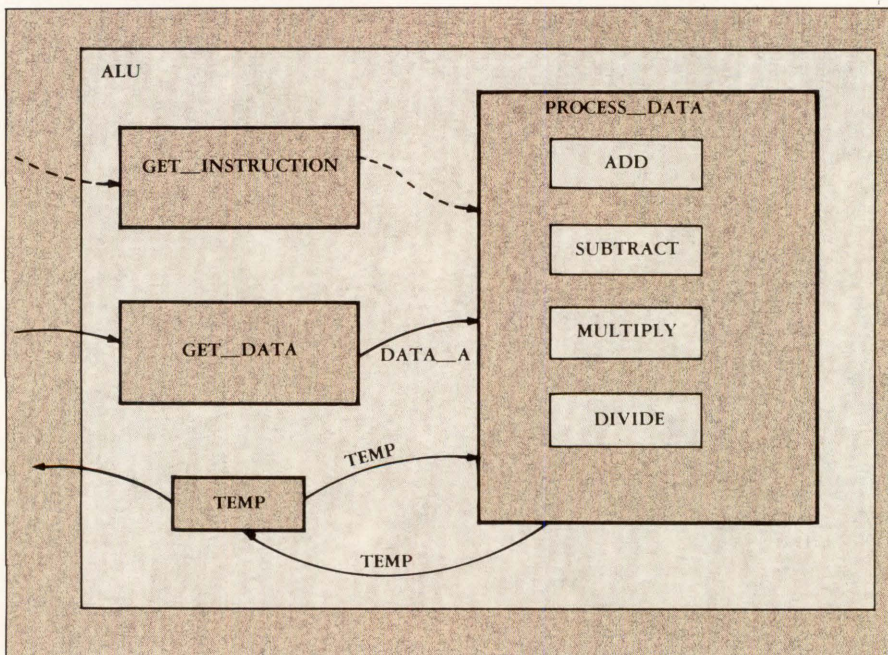 ALU
GET__INSTRUCTION
PROCESS__DATA
ADD
SUBTRACT
MULTIPLY
DIVIDE
GET__DATA
DATA__A
TEMP
TEMP
TEMP